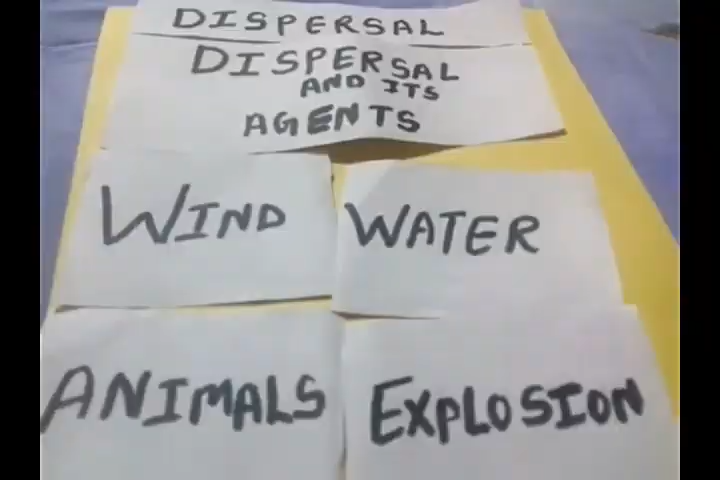 DISPERSAL
DISPERSAL
AND ITS
AGENTS
WIND
WATER
ANIMALS
EXPLOSION